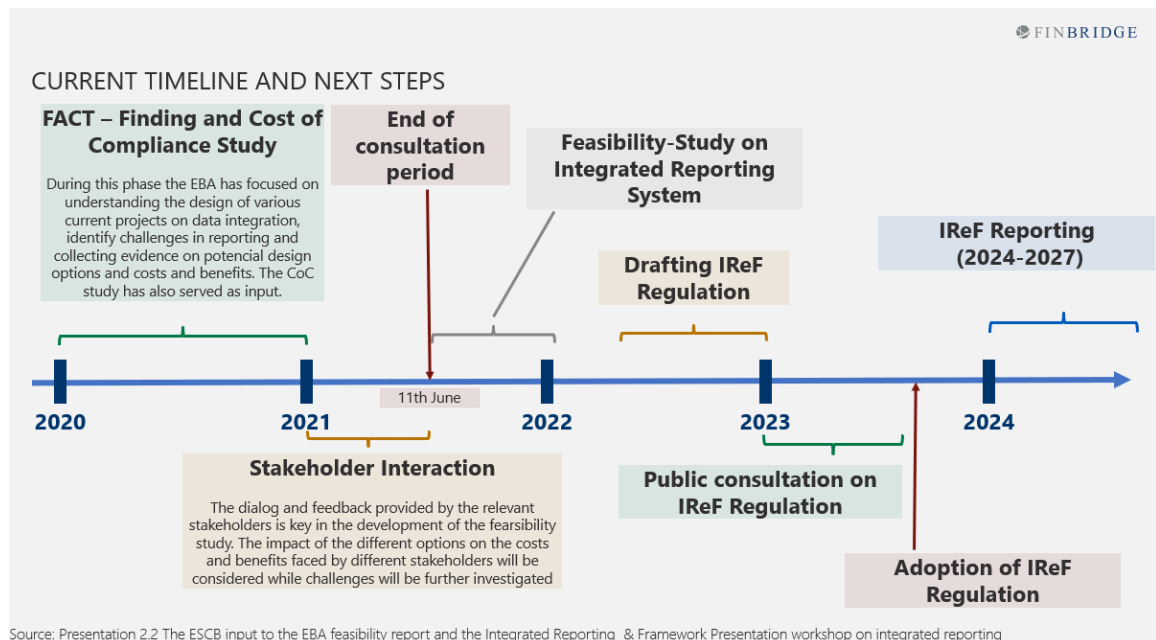 FINBRIDGE
CURRENT TIMELINE AND NEXT STEPS
FACT – Finding and Cost of
Compliance Study
During this phase the EBA has focused on
understanding the design of various
current projects on data integration,
identify challenges in reporting and
collecting evidence on potencial design
options and costs and benefits. The CoC
study has also served as input.
End of
consultation
period
Feasibility-Study on
Integrated Reporting
System
Drafting IReF
Regulation
IReF Reporting
(2024-2027)
11th June
2020
2021
2022
2023
2024
Stakeholder Interaction
The dialog and feedback provided by the relevant
stakeholders is key in the development of the fearsibility
study. The impact of the different options on the costs
and benefits faced by different stakeholders will be
considered while challenges will be further investigated
Public consultation on
IReF Regulation
Adoption of IReF
Regulation
Source: Presentation 2.2 The ESCB input to the EBA feasibility report and the Integrated Reporting & Framework Presentation workshop on integrated reporting